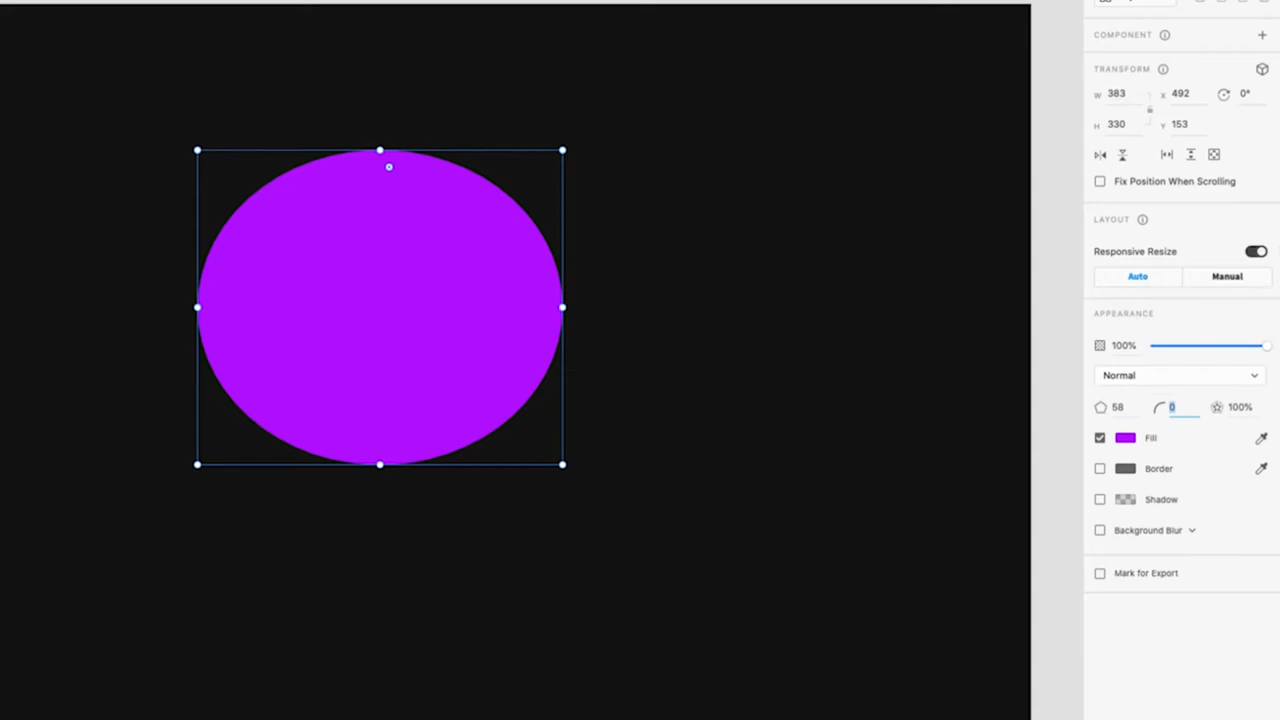 COMPONENT
TRANSFORM
W 383 X 492 0°
H 330 Y 153
Fix Position When Scrolling
LAYOUT
Responsive Resize
Auto Manual
APPEARANCE
100%
Normal
58 0 100%
Fill
Border
Shadow
Background Blur
Mark for Export